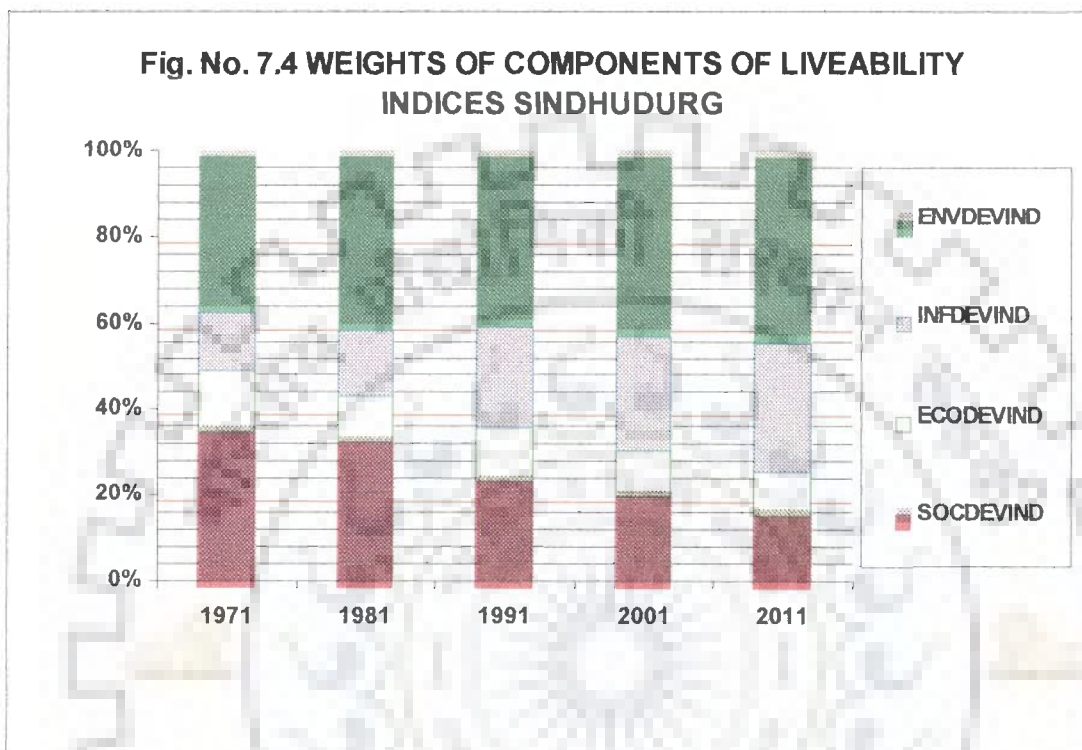 Fig. No. 7.4 WEIGHTS OF COMPONENTS OF LIVEABILITY
INDICES SINDHUDURG
100%
80%
60%
40%
20%
0%
1971 1981 1991 2001 2011
ENVDEVIND
INFDEVIND
ECODEVIND
SOCDEVIND